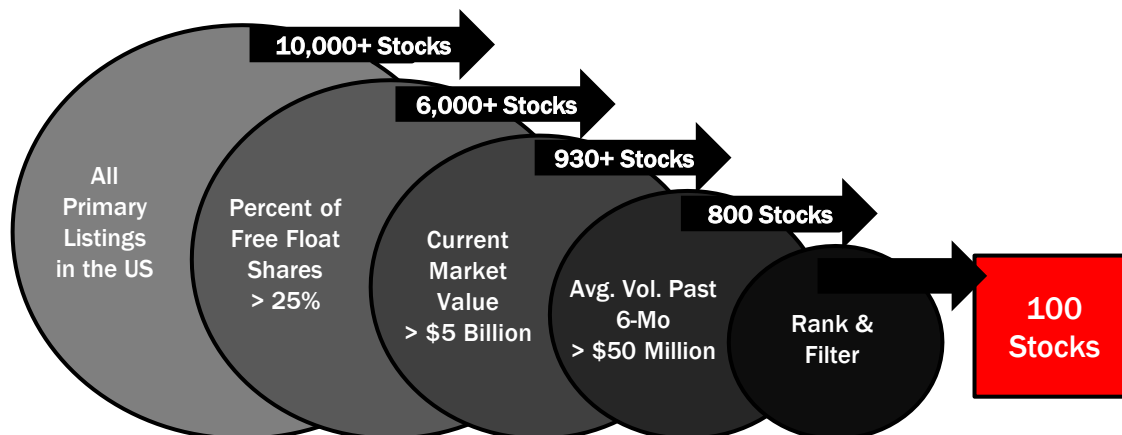 10,000+ Stocks
6,000+ Stocks
930+ Stocks
800 Stocks
All
Primary
Listings
in the US
Percent of
Free Float
Shares
> 25%
Current
Market
Value
> $5 Billion
Avg. Vol. Past
6-Mo
> $50 Million
Rank &
Filter
100
Stocks